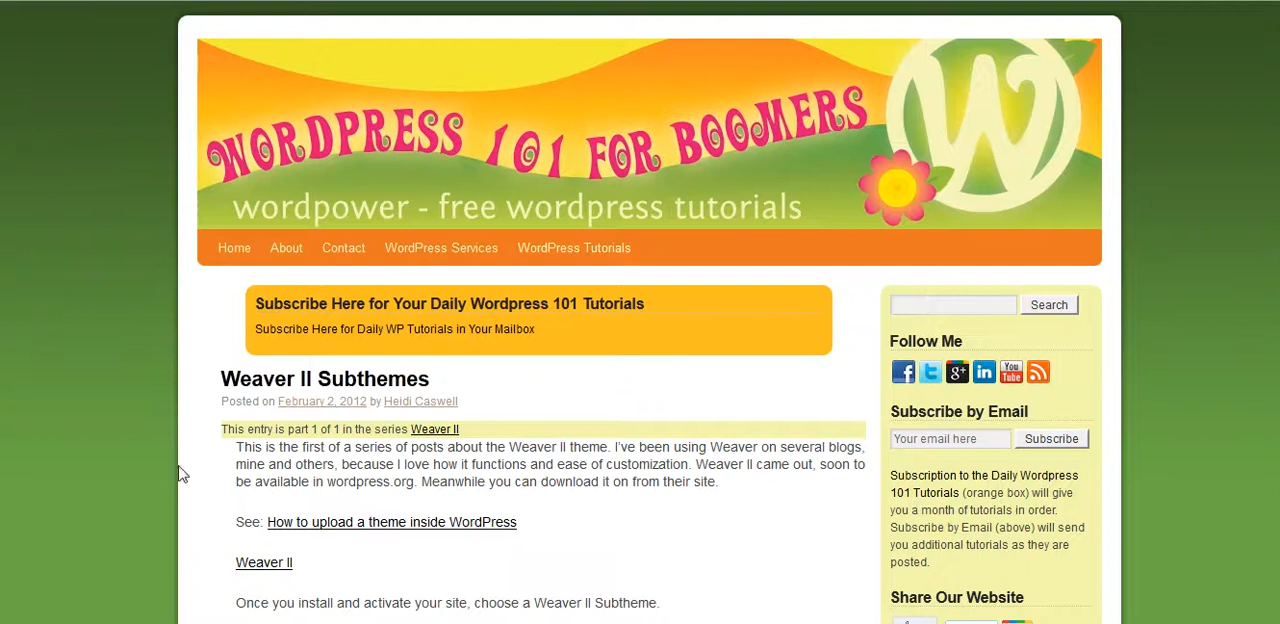 WORDPRESS 101 FOR BOOMERS
W
wordpower - free wordpress tutorials
Home About Contact WordPress Services WordPress Tutorials
Subscribe Here for Your Daily Wordpress 101 Tutorials
Subscribe Here for Daily WP Tutorials in Your Mailbox
Weaver II Subthemes
Posted on February 2, 2012 by Heidi Caswell
This entry is part 1 of 1 in the series Weaver II
This is the first of a series of posts about the Weaver II theme. I've been using Weaver on several blogs,
mine and others, because I love how it functions and ease of customization. Weaver II came out, soon to
be available in wordpress.org. Meanwhile you can download it on from their site.
See: How to upload a theme inside WordPress
Weaver II
Once you install and activate your site, choose a Weaver II Subtheme.
Search
Follow Me
f g+ in You Tube
Subscribe by Email
Your email here Subscribe
Subscription to the Daily Wordpress
101 Tutorials (orange box) will give
you a month of tutorials in order.
Subscribe by Email (above) will send
you additional tutorials as they are
posted.
Share Our Website